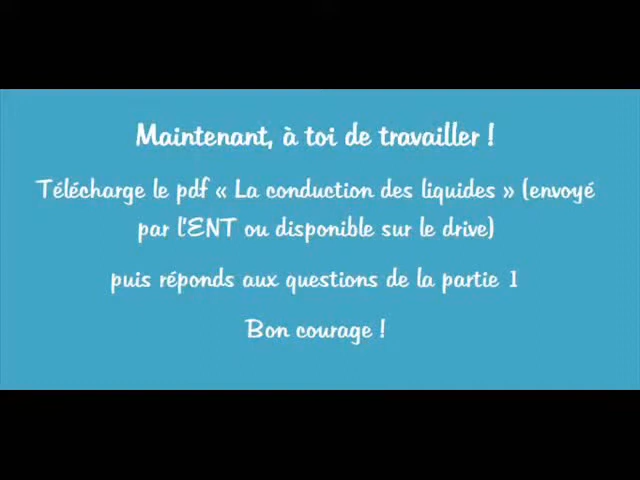 Maintenant, à toi de travailler !
Télécharge le pdf « La conduction des liquides » (envoyé
par l'ENT ou disponible sur le drive)
puis réponds aux questions de la partie 1
Bon courage !